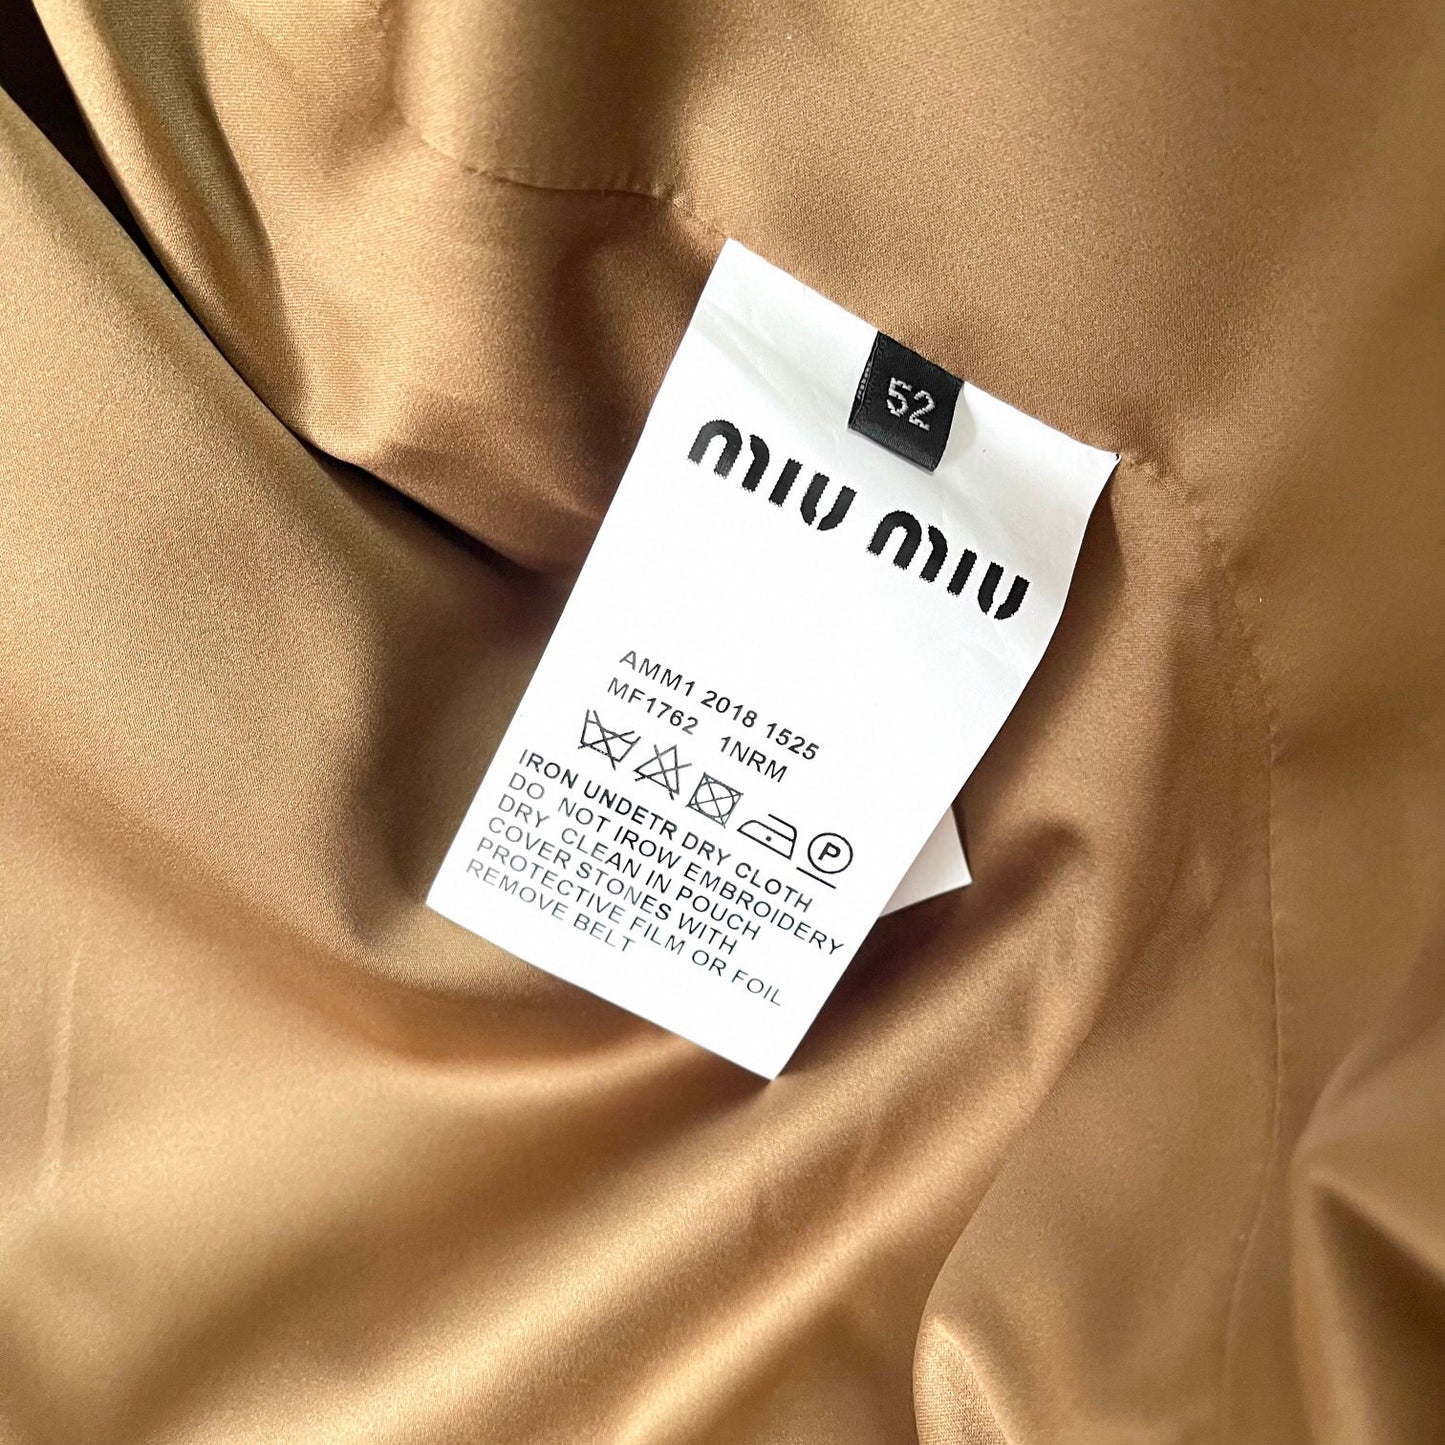 52
miu miu
AMM1 2018 1525
MF1762 1NRM
P
IRON UNDETR DRY CLOTH
DO NOT IROW EMBROIDERY
DRY CLEAN IN POUCH
COVER STONES WITH
PROTECTIVE FILM OR FOIL
REMOVE BELT